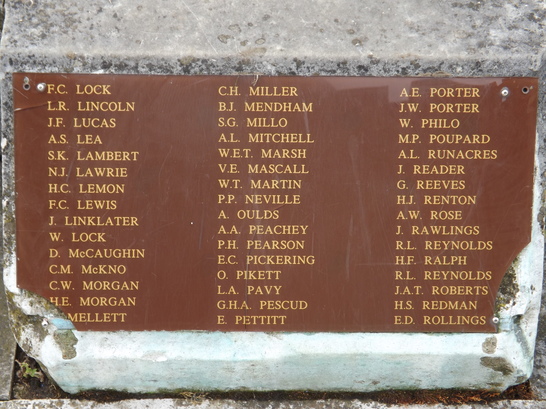 F.C. LOCK
L.R. LINCOLN
J.F. LUCAS
A.S. LEA
S.K. LAMBERT
N.J. LAWRIE
H.C. LEMON
F.C. LEWIS
J. LINKLATER
W. LOCK
D. McCAUGHIN
C.M. McKNO
C.W. MORGAN
H.E. MORGAN
MELLETT
C.H. MILLER
B.J. MENDHAM
S.G. MILLO
A.L. MITCHELL
W.E.T. MARSH
V.E. MASCALL
W.T. MARTIN
P.P. NEVILLE
A. OULDS
A.A. PEACHEY
P.H. PEARSON
E.C. PICKERING
O. PIKETT
L.A. PAVY
G.H.A. PESCUD
E. PETTITT
A.E. PORTER
J.W. PORTER
W. PHILO
M.P. POUPARD
A.L. RUNACRES
J. READER
G. REEVES
H.J. RENTON
A.W. ROSE
J. RAWLINGS
R.L. REYNOLDS
H.F. RALPH
R.L. REYNOLDS
J.A.T. ROBERTS
H.S. REDMAN
E.D. ROLLINGS